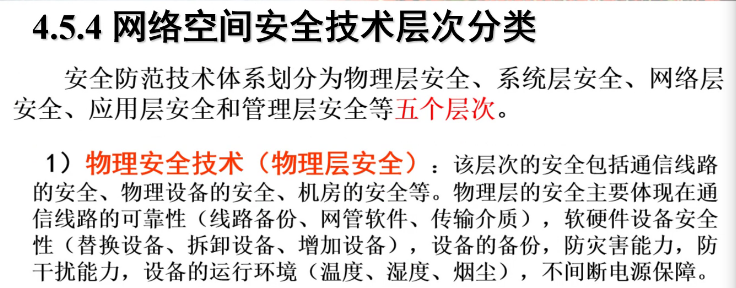 4.5.4 网络空间安全技术层次分类
安全防范技术体系划分为物理层安全、系统层安全、网络层
安全、应用层安全和管理层安全等五个层次。
1）物理安全技术（物理层安全）：该层次的安全包括通信线路
的安全、物理设备的安全、机房的安全等。物理层的安全主要体现在通
信线路的可靠性（线路备份、网管软件、传输介质），软硬件设备安全
性（替换设备、拆卸设备、增加设备），设备的备份，防灾害能力，防
干扰能力，设备的运行环境（温度、湿度、烟尘），不间断电源保障。